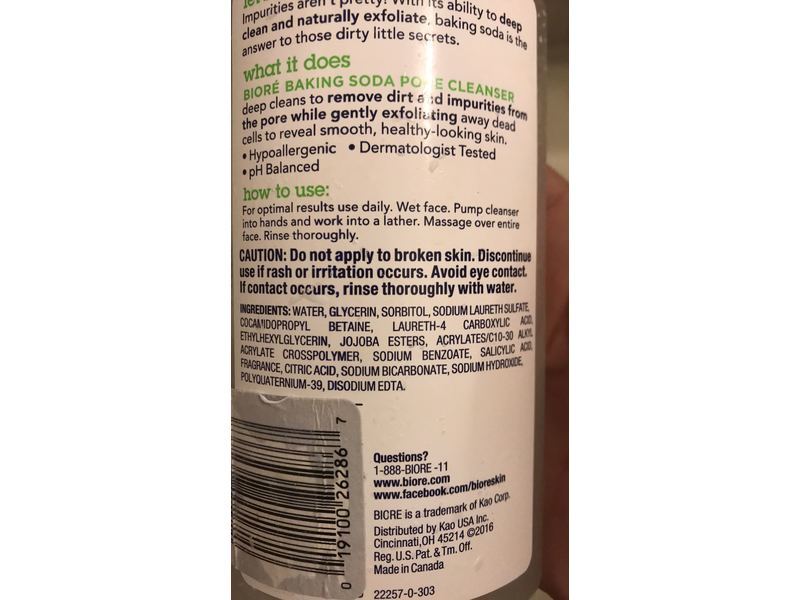 Impurities aren't pretty! With its ability to deep
clean and naturally exfoliate, baking soda is the
answer to those dirty little secrets.
what it does
BIORÉ BAKING SODA PORE CLEANSER
deep cleans to remove dirt and impurities from
the pore while gently exfoliating away dead
cells to reveal smooth, healthy-looking skin.
• Hypoallergenic • Dermatologist Tested
• pH Balanced
how to use:
For optimal results use daily. Wet face. Pump cleanser
into hands and work into a lather. Massage over entire
face. Rinse thoroughly.
CAUTION: Do not apply to broken skin. Discontinue
use if rash or irritation occurs. Avoid eye contact.
If contact occurs, rinse thoroughly with water.
INGREDIENTS: WATER, GLYCERIN, SORBITOL, SODIUM LAURETH SULFATE,
COCAMIDOPROPYL BETAINE, LAURETH-4 CARBOXYLIC ACID,
ETHYLHEXYLGLYCERIN, JOJOBA ESTERS, ACRYLATES/C10-30 ALKYL
ACRYLATE CROSSPOLYMER, SODIUM BENZOATE, SALICYLIC ACID,
FRAGRANCE, CITRIC ACID, SODIUM BICARBONATE, SODIUM HYDROXIDE,
POLYQUATERNIUM-39, DISODIUM EDTA.
0 19100 26286 7
Questions?
1-888-BIORE -11
www.biore.com
www.facebook.com/bioreskin
BIORE is a trademark of Kao Corp.
Distributed by Kao USA Inc.
Cincinnati, OH 45214 ©2016
Reg. U.S. Pat. & Tm. Off.
Made in Canada
22257-0-303